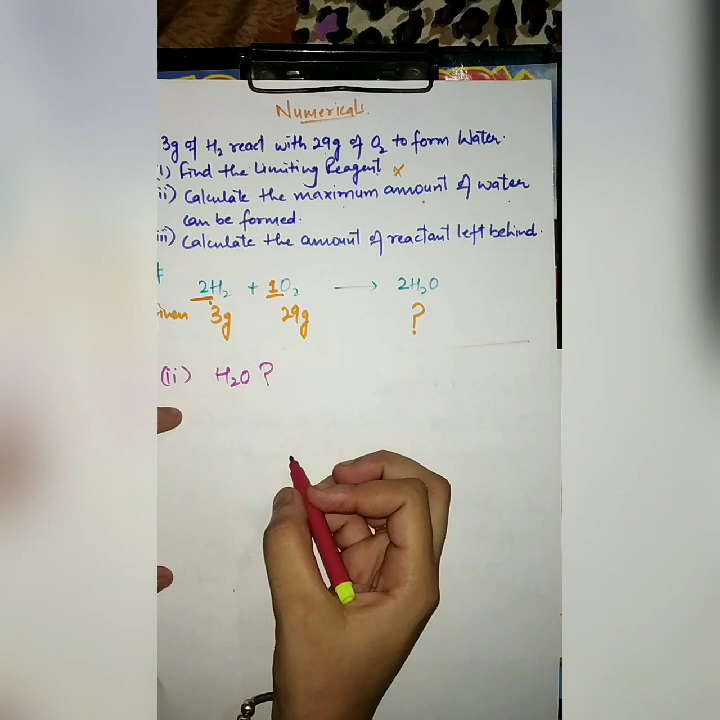 Numericals.
3g of H₂ react with 29g of O₂ to form Water.
(i) Find the Limiting Reagent x
ii) Calculate the maximum amount of water
can be formed.
iii) Calculate the amount of reactant left behind.
2H₂ + 1O₂ ⟶ 2H₂O
Given 3g 29g ?
(ii) H₂O ?